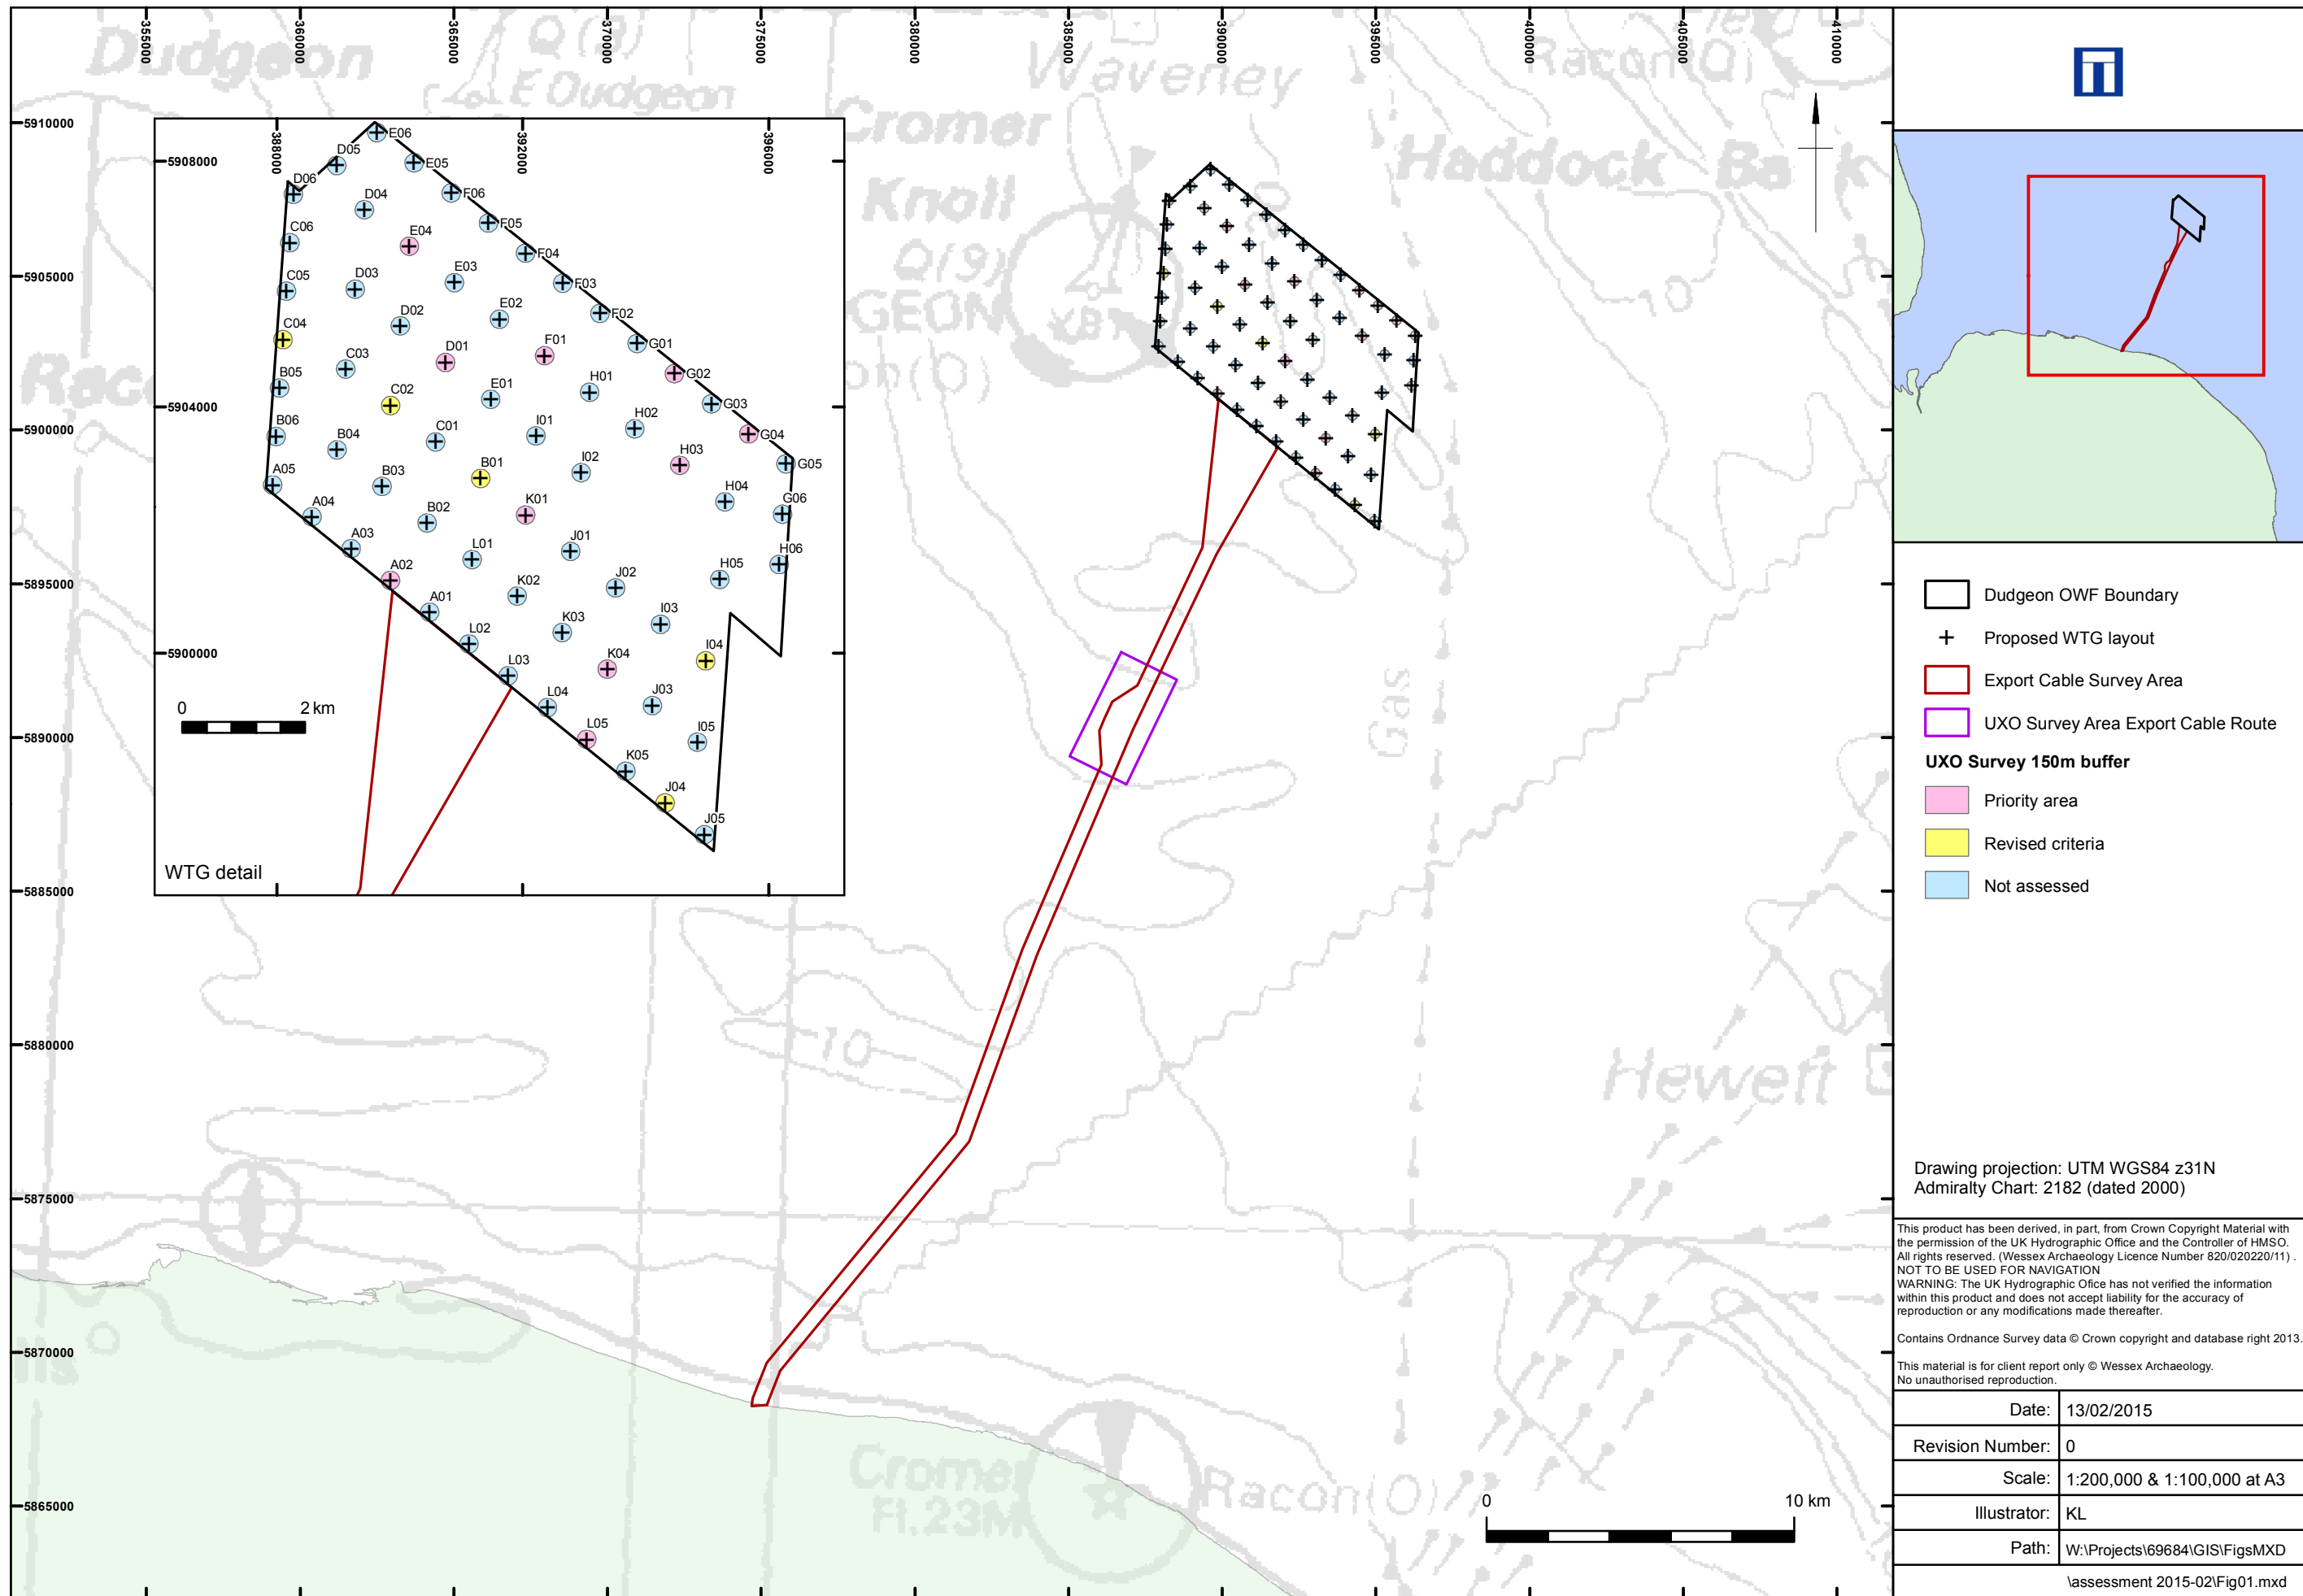 355000
360000
365000
370000
375000
380000
385000
390000
395000
400000
405000
410000
5910000
5905000
5900000
5895000
5890000
5885000
5880000
5875000
5870000
5865000
Dudgeon
Q(3)
E Dudgeon
Waveney
Racon(Q)
Cromer
Knoll
Q(9)
Haddock Ba k
GEON
Gas
10
10
Hewett
Cromer
Fl.23M
Racon(O)
388000
392000
396000
5908000
5904000
5900000
E06
D05
E05
D06
F06
D04
F05
C06
E04
F04
C05
D03
E03
F03
C04
D02
E02
F02
C03
D01
F01
G01
B05
C02
E01
H01
G02
G03
B06
B04
C01
I01
H02
G04
A05
B03
B01
I02
H03
G05
A04
B02
K01
H04
G06
A03
L01
J01
H05
H06
A02
K02
J02
A01
K03
I03
L02
L03
K04
I04
L04
J03
L05
I05
K05
J04
J05
0 2 km
WTG detail
0 10 km
Dudgeon OWF Boundary
Proposed WTG layout
Export Cable Survey Area
UXO Survey Area Export Cable Route
UXO Survey 150m buffer
Priority area
Revised criteria
Not assessed
Drawing projection: UTM WGS84 z31N
Admiralty Chart: 2182 (dated 2000)
This product has been derived, in part, from Crown Copyright Material with
the permission of the UK Hydrographic Office and the Controller of HMSO.
All rights reserved. (Wessex Archaeology Licence Number 820/020220/11) .
NOT TO BE USED FOR NAVIGATION
WARNING: The UK Hydrographic Ofice has not verified the information
within this product and does not accept liability for the accuracy of
reproduction or any modifications made thereafter.
Contains Ordnance Survey data © Crown copyright and database right 2013.
This material is for client report only © Wessex Archaeology.
No unauthorised reproduction.
Date: 13/02/2015
Revision Number: 0
Scale: 1:200,000 & 1:100,000 at A3
Illustrator: KL
Path: W:\Projects\69684\GIS\FigsMXD
\assessment 2015-02\Fig01.mxd